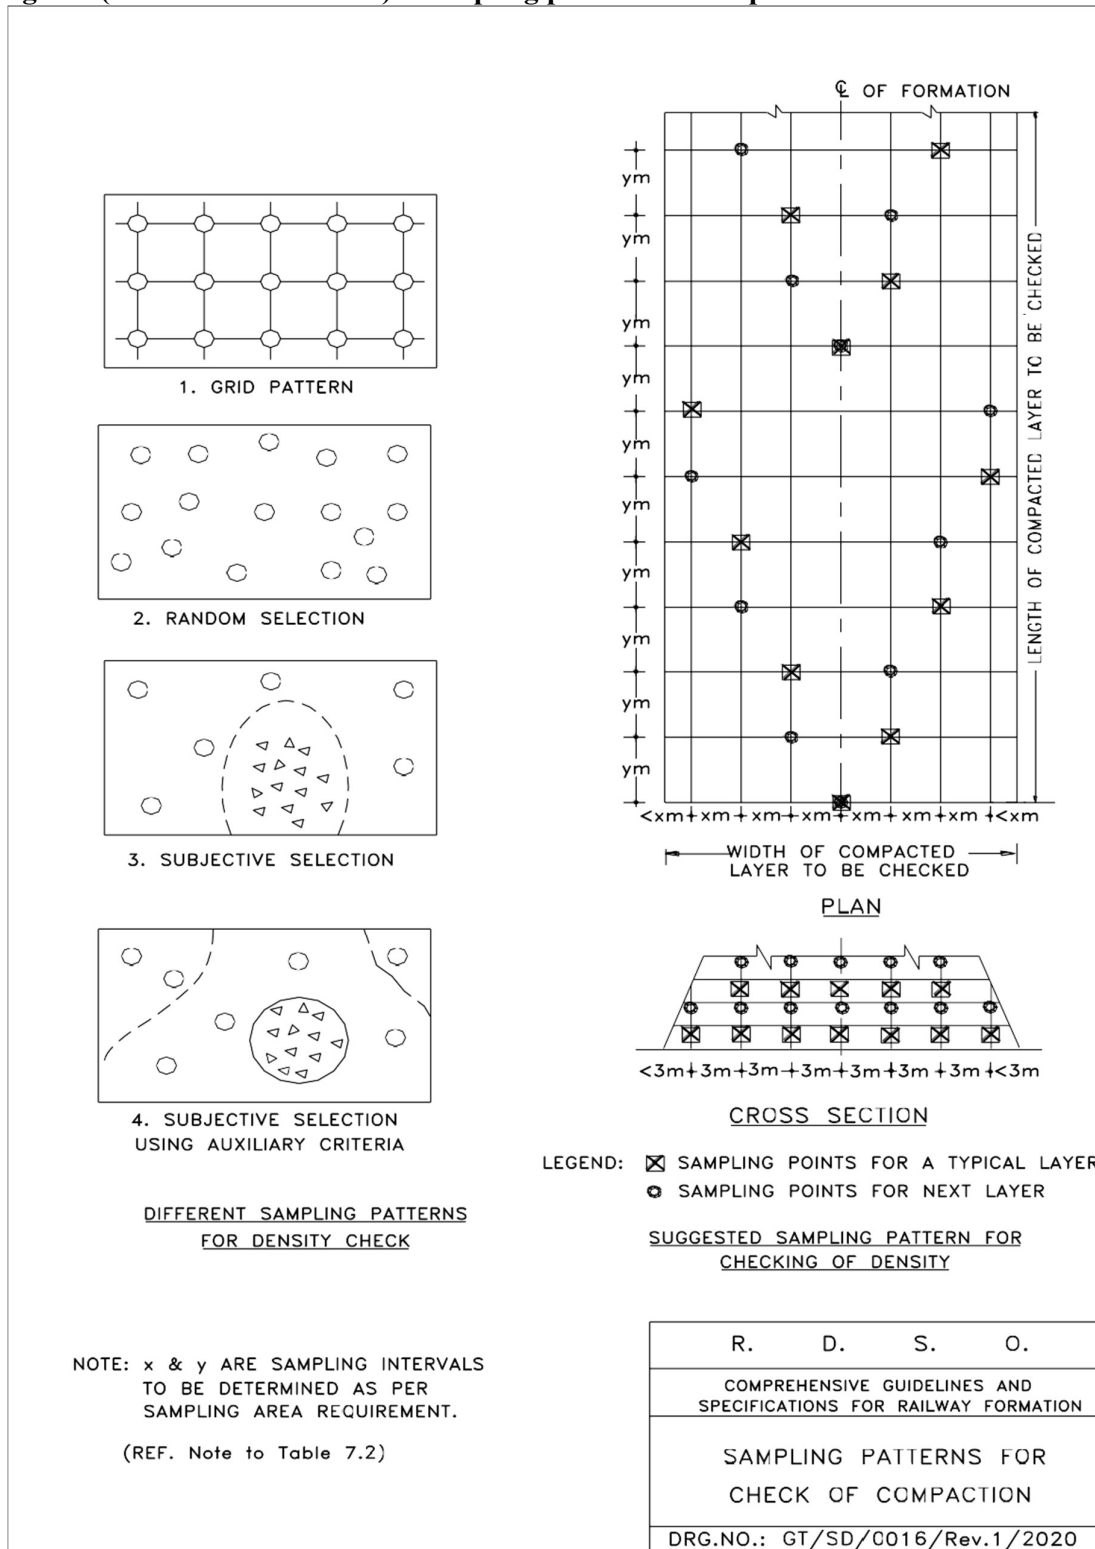 1. GRID PATTERN
2. RANDOM SELECTION
3. SUBJECTIVE SELECTION
4. SUBJECTIVE SELECTION
USING AUXILIARY CRITERIA
DIFFERENT SAMPLING PATTERNS
FOR DENSITY CHECK
NOTE: x & y ARE SAMPLING INTERVALS
TO BE DETERMINED AS PER
SAMPLING AREA REQUIREMENT.
(REF. Note to Table 7.2)
℄ OF FORMATION
ym
ym
ym
ym
ym
ym
ym
ym
ym
ym
LENGTH OF COMPACTED LAYER TO BE CHECKED
<xm xm xm xm xm xm xm <xm
WIDTH OF COMPACTED
LAYER TO BE CHECKED
PLAN
<3m 3m 3m 3m 3m 3m 3m <3m
CROSS SECTION
LEGEND: SAMPLING POINTS FOR A TYPICAL LAYER
SAMPLING POINTS FOR NEXT LAYER
SUGGESTED SAMPLING PATTERN FOR
CHECKING OF DENSITY
R. D. S. O.
COMPREHENSIVE GUIDELINES AND
SPECIFICATIONS FOR RAILWAY FORMATION
SAMPLING PATTERNS FOR
CHECK OF COMPACTION
DRG.NO.: GT/SD/0016/Rev.1/2020